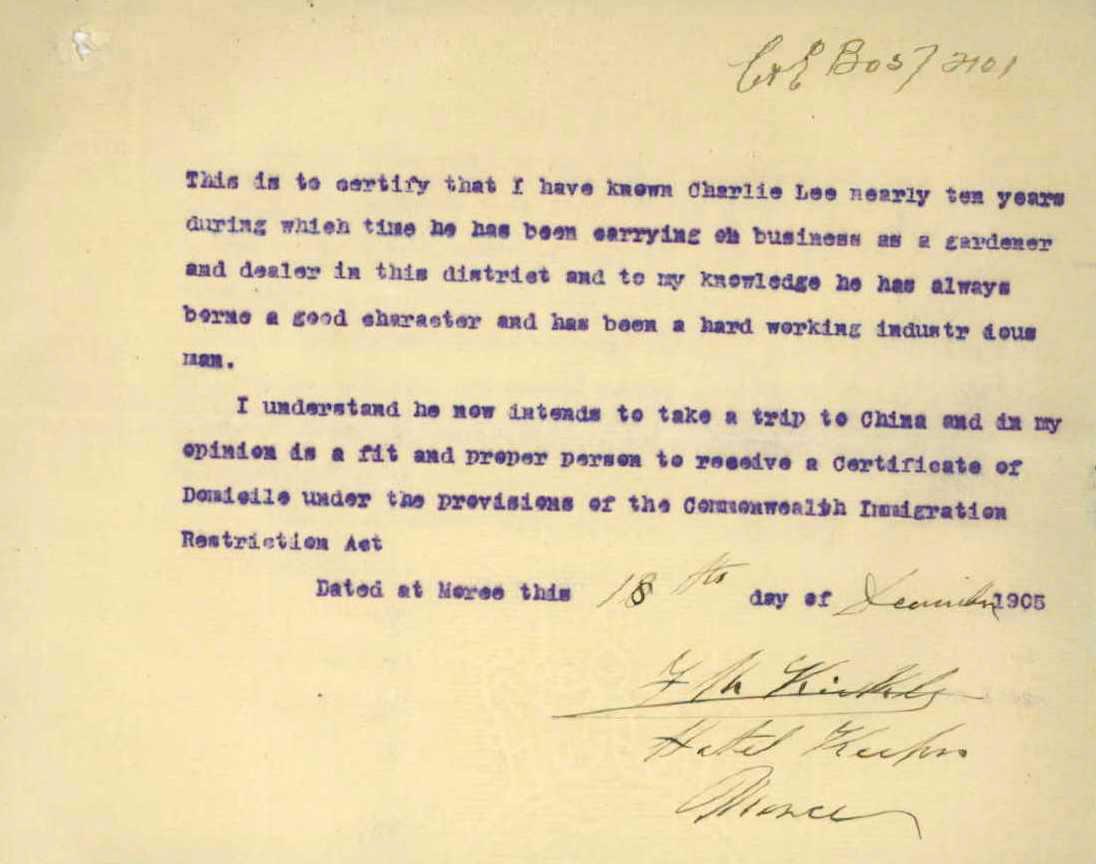 C&E B05/2101
This is to certify that I have known Charlie Lee nearly ten years
during which time he has been carrying on business as a gardener
and dealer in this district and to my knowledge he has always
borne a good character and has been a hard working industr ious
man.
I understand he now intends to take a trip to China and in my
opinion is a fit and proper person to receive a Certificate of
Domicile under the provisions of the Commonwealth Immigration
Restriction Act
Dated at Moree this 18th day of December 1905
Hotel Keeper
Moree